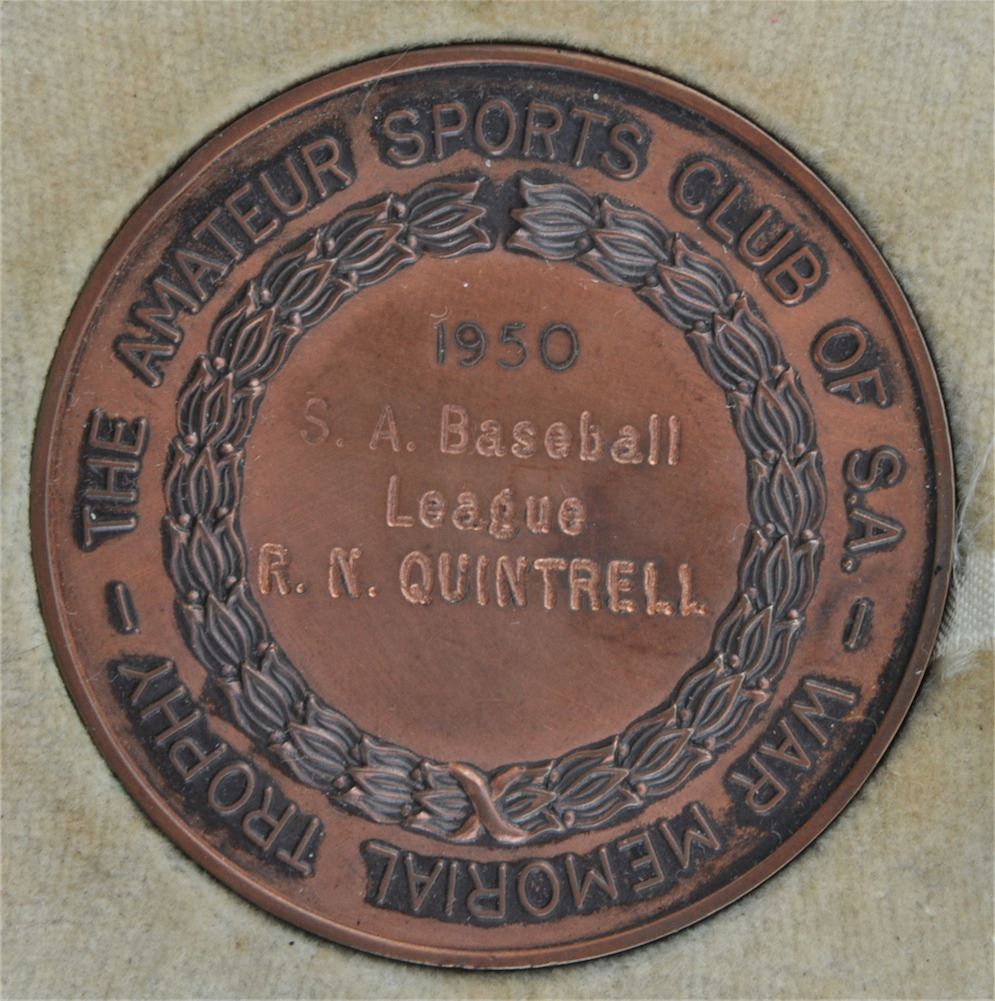 THE AMATEUR SPORTS CLUB OF S.A. - WAR MEMORIAL TROPHY -
1950
S. A. Baseball
League
R. N. QUINTRELL